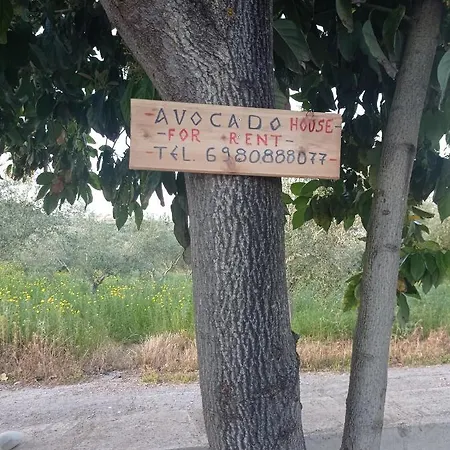 AVOCADO HOUSE
-FOR RENT-
TEL 6980888077